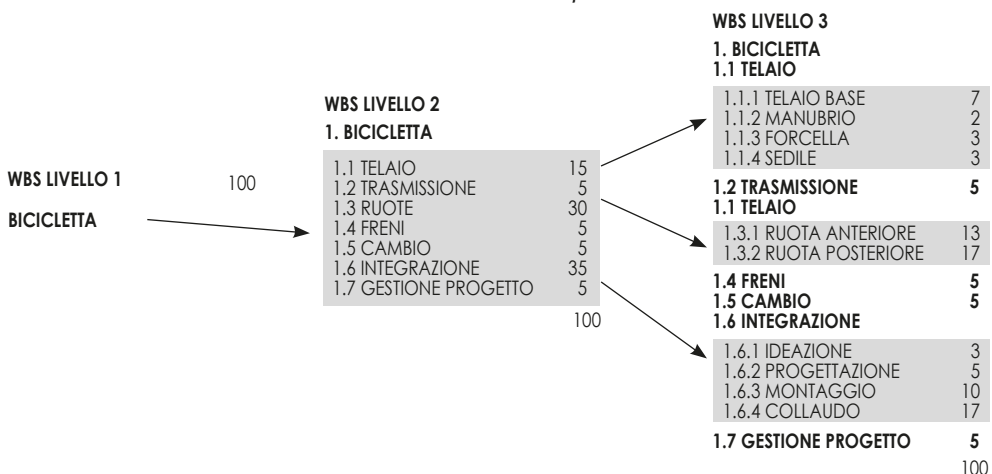 WBS LIVELLO 1 100
BICICLETTA
WBS LIVELLO 2
1. BICICLETTA
1.1 TELAIO 15
1.2 TRASMISSIONE 5
1.3 RUOTE 30
1.4 FRENI 5
1.5 CAMBIO 5
1.6 INTEGRAZIONE 35
1.7 GESTIONE PROGETTO 5
100
WBS LIVELLO 3
1. BICICLETTA
1.1 TELAIO
1.1.1 TELAIO BASE 7
1.1.2 MANUBRIO 2
1.1.3 FORCELLA 3
1.1.4 SEDILE 3
1.2 TRASMISSIONE 5
1.1 TELAIO
1.3.1 RUOTA ANTERIORE 13
1.3.2 RUOTA POSTERIORE 17
1.4 FRENI 5
1.5 CAMBIO 5
1.6 INTEGRAZIONE
1.6.1 IDEAZIONE 3
1.6.2 PROGETTAZIONE 5
1.6.3 MONTAGGIO 10
1.6.4 COLLAUDO 17
1.7 GESTIONE PROGETTO 5
100